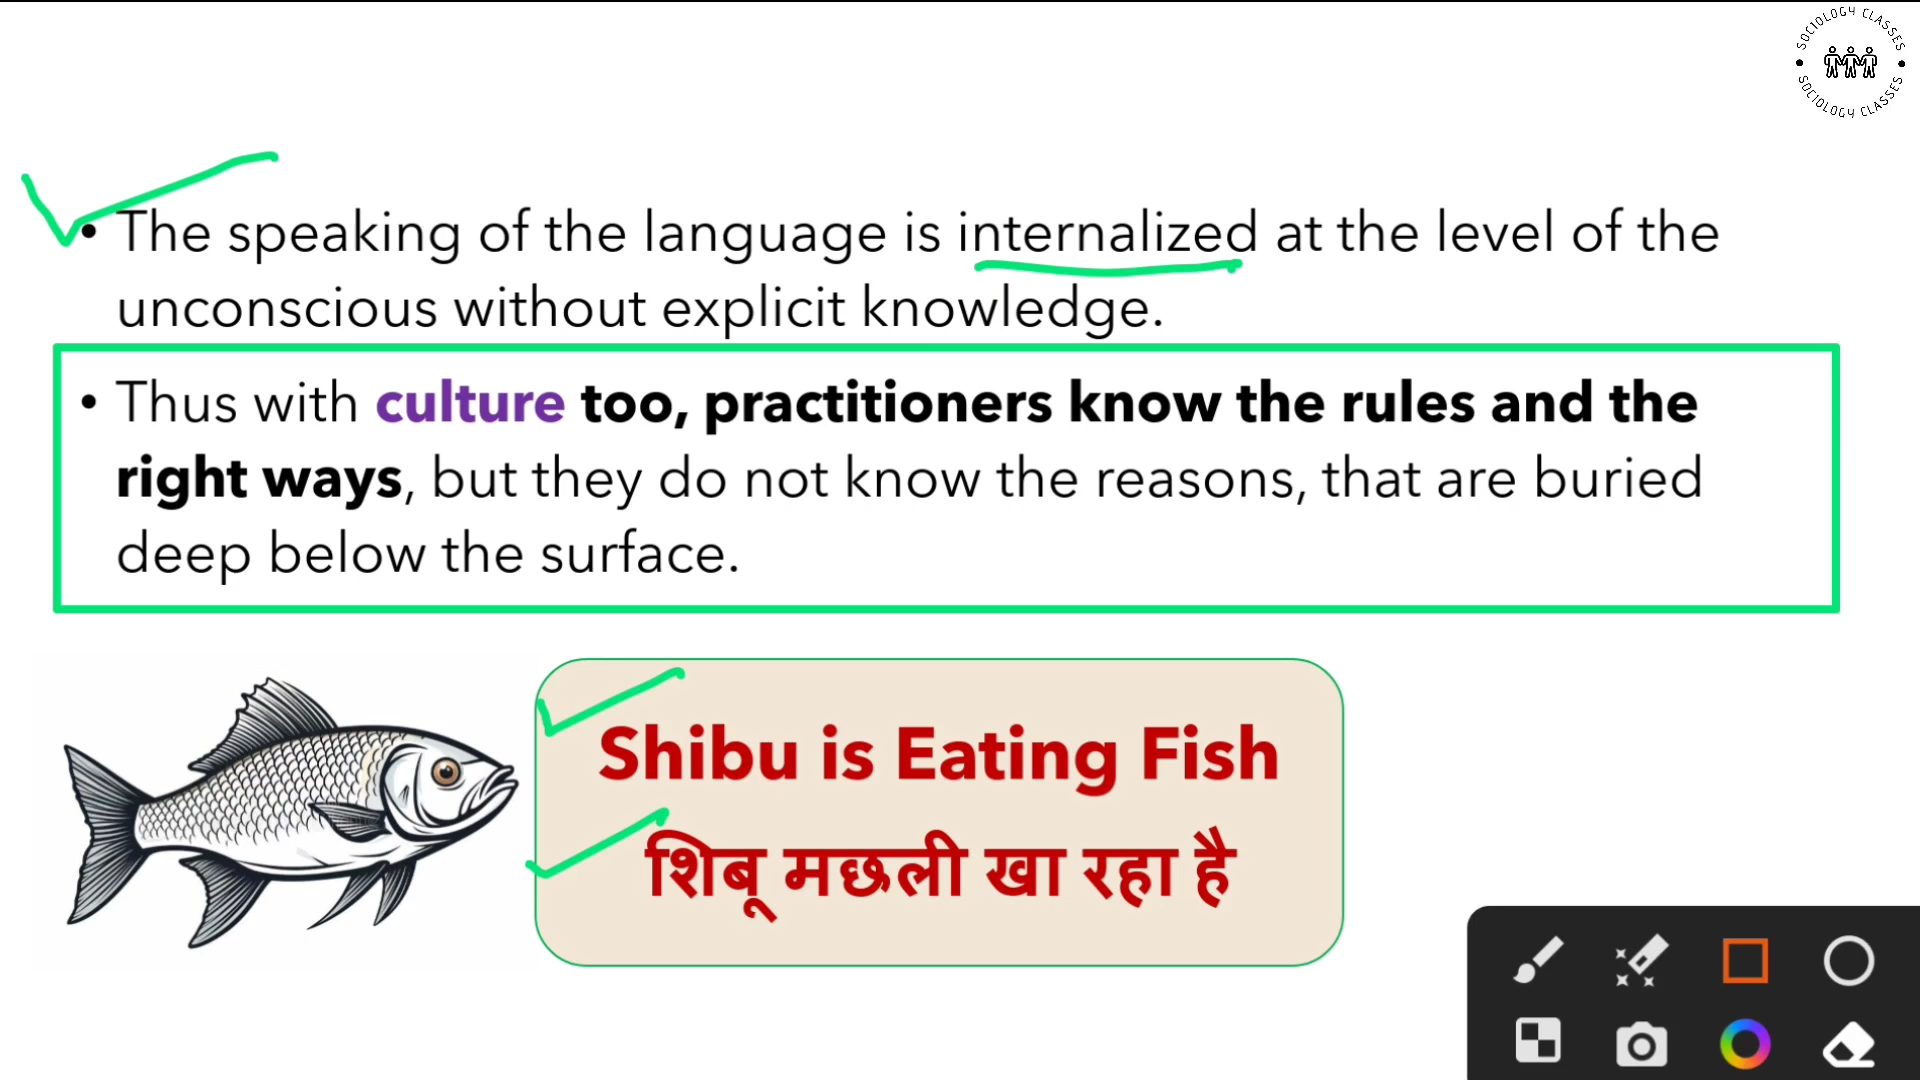 SOCIOLOGY CLASSES
SOCIOLOGY CLASSES
• The speaking of the language is internalized at the level of the
unconscious without explicit knowledge.
• Thus with culture too, practitioners know the rules and the
right ways, but they do not know the reasons, that are buried
deep below the surface.
Shibu is Eating Fish
शिबू मछली खा रहा है